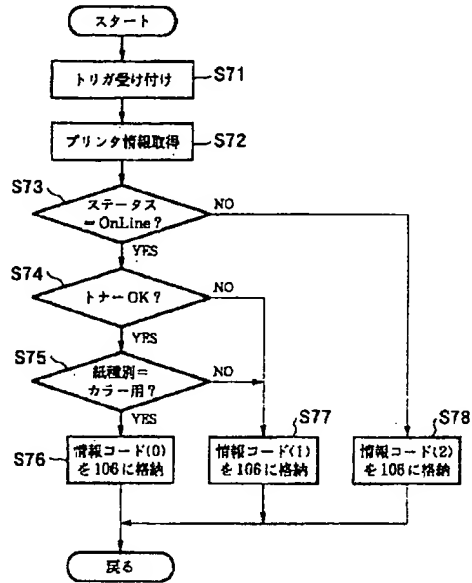 スタート
トリガ受け付け
S71
プリンタ情報取得
S72
S73
ステータス
=OnLine?
NO
YES
S74
トナーOK?
NO
YES
S75
紙種別=
カラー用?
NO
YES
S76
情報コード(0)
を106に格納
S77
情報コード(1)
を106に格納
S78
情報コード(2)
を106に格納
戻る